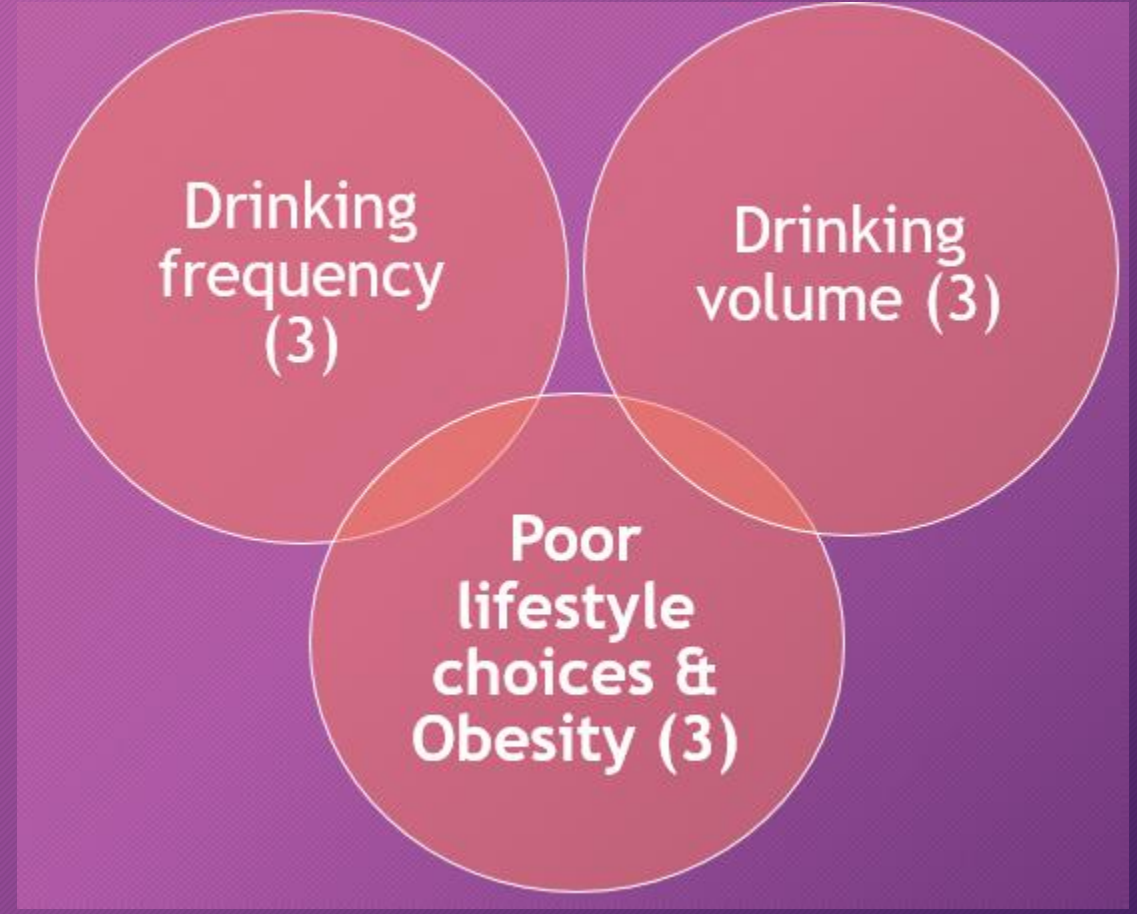 Drinking
frequency
(3)
Drinking
volume (3)
Poor
lifestyle
choices &
Obesity (3)